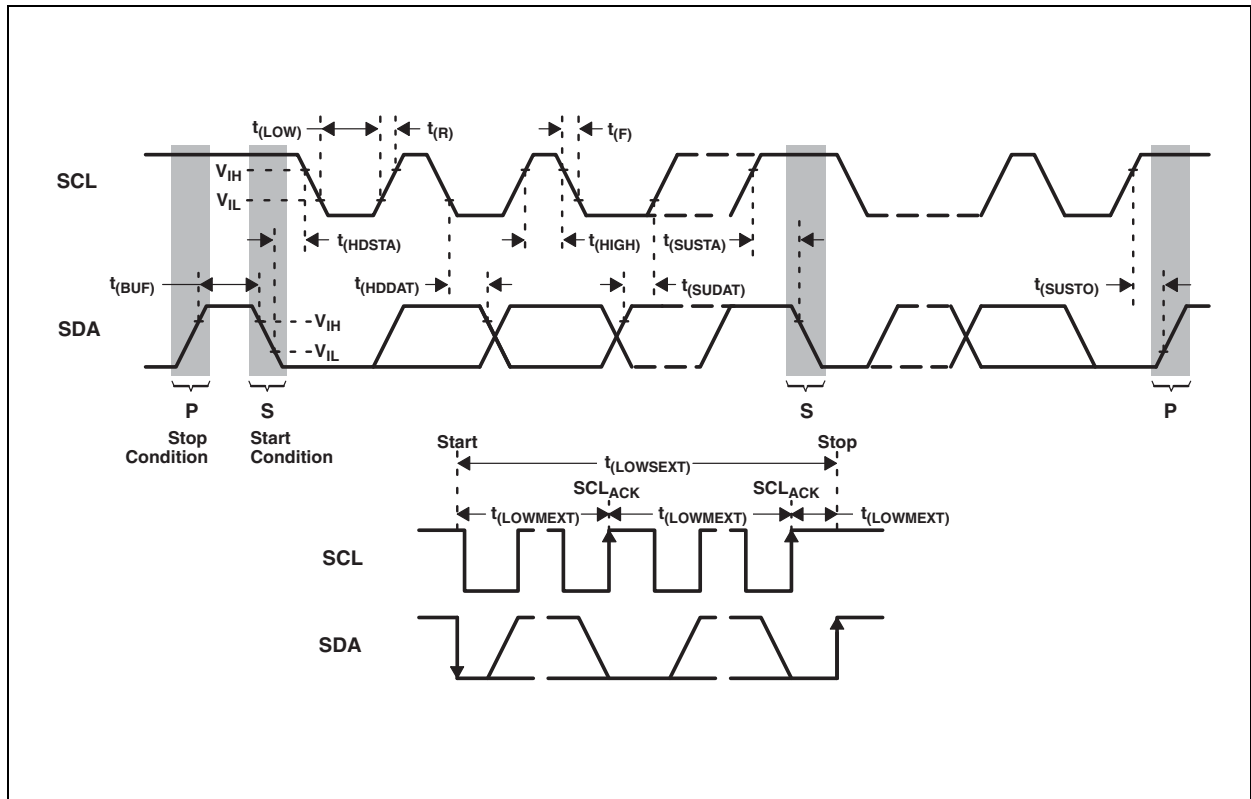 t(LOW) t(R) t(F)
SCL
VIH
VIL
t(HDSTA) t(HIGH) t(SUSTA)
t(BUF) t(HDDAT) t(SUDAT) t(SUSTO)
SDA
VIH
VIL
P S S P
Stop Condition
Start Condition
Start Stop
t(LOWSEXT)
SCLACK SCLACK
t(LOWMEXT) t(LOWMEXT) t(LOWMEXT)
SCL
SDA